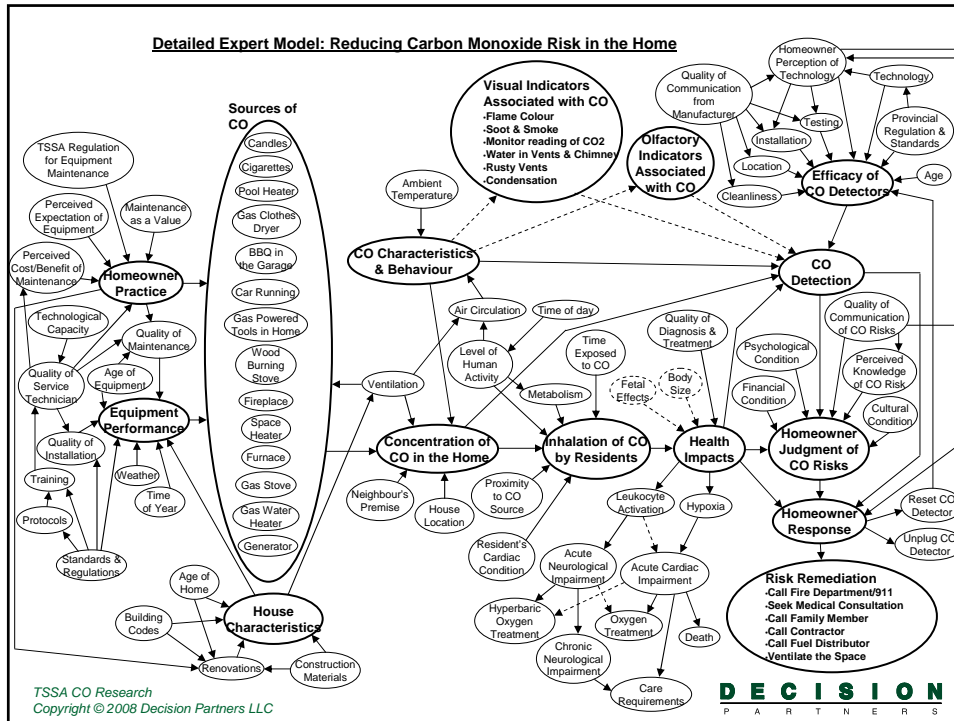 Detailed Expert Model: Reducing Carbon Monoxide Risk in the Home
Sources of
CO
Candles
Cigarettes
Pool Heater
Gas Clothes
Dryer
BBQ in
the Garage
Car Running
Gas Powered
Tools in Home
Wood
Burning
Stove
Fireplace
Space
Heater
Furnace
Gas Stove
Gas Water
Heater
Generator
TSSA Regulation
for Equipment
Maintenance
Perceived
Expectation of
Equipment
Maintenance
as a Value
Perceived
Cost/Benefit of
Maintenance
Homeowner
Practice
Technological
Capacity
Quality of
Maintenance
Quality of
Service
Technician
Age of
Equipment
Equipment
Performance
Quality of
Installation
Training
Weather
Time
of Year
Protocols
Standards &
Regulations
Age of
Home
Building
Codes
House
Characteristics
Renovations
Construction
Materials
Visual Indicators
Associated with CO
•Flame Colour
•Soot & Smoke
•Monitor reading of CO2
•Water in Vents & Chimney
•Rusty Vents
•Condensation
Olfactory
Indicators
Associated
with CO
Ambient
Temperature
CO Characteristics
& Behaviour
Air Circulation
Time of day
Level of
Human
Activity
Ventilation
Metabolism
Time
Exposed
to CO
Concentration of
CO in the Home
Inhalation of CO
by Residents
Neighbour's
Premise
House
Location
Proximity
to CO
Source
Resident's
Cardiac
Condition
Quality of
Diagnosis &
Treatment
Fetal
Effects
Body
Size
Health
Impacts
Leukocyte
Activation
Hypoxia
Acute
Neurological
Impairment
Acute Cardiac
Impairment
Hyperbaric
Oxygen
Treatment
Oxygen
Treatment
Death
Chronic
Neurological
Impairment
Care
Requirements
Homeowner
Perception of
Technology
Quality of
Communication
from
Manufacturer
Technology
Testing
Installation
Provincial
Regulation &
Standards
Location
Cleanliness
Efficacy of
CO Detectors
Age
CO
Detection
Quality of
Communication
of CO Risks
Psychological
Condition
Perceived
Knowledge
of CO Risk
Financial
Condition
Cultural
Condition
Homeowner
Judgment of
CO Risks
Homeowner
Response
Reset CO
Detector
Unplug CO
Detector
Risk Remediation
•Call Fire Department/911
•Seek Medical Consultation
•Call Family Member
•Call Contractor
•Call Fuel Distributor
•Ventilate the Space
TSSA CO Research
Copyright © 2008 Decision Partners LLC
DECISION
PARTNERS